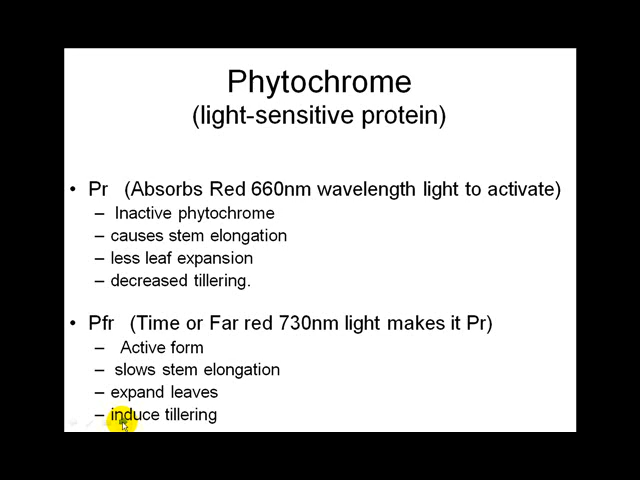 Phytochrome
(light-sensitive protein)
• Pr (Absorbs Red 660nm wavelength light to activate)
– Inactive phytochrome
– causes stem elongation
– less leaf expansion
– decreased tillering.
• Pfr (Time or Far red 730nm light makes it Pr)
– Active form
– slows stem elongation
– expand leaves
– induce tillering